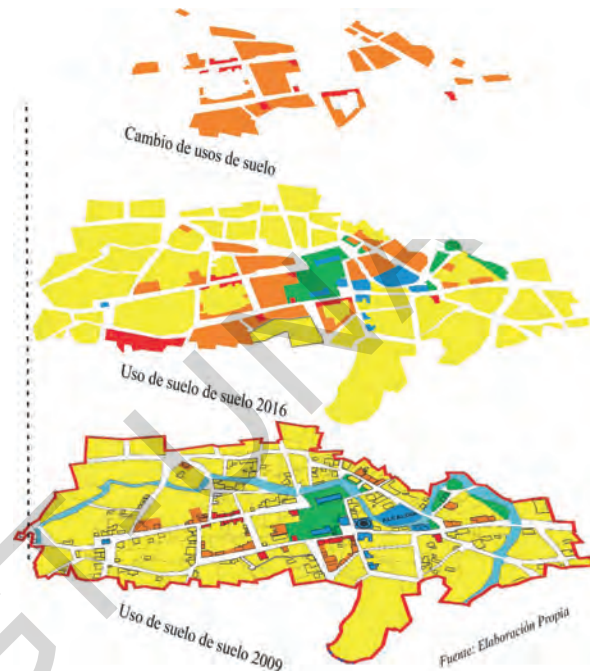 Cambio de usos de suelo
Uso de suelo de suelo 2016
Uso de suelo de suelo 2009
Fuente: Elaboración Propia